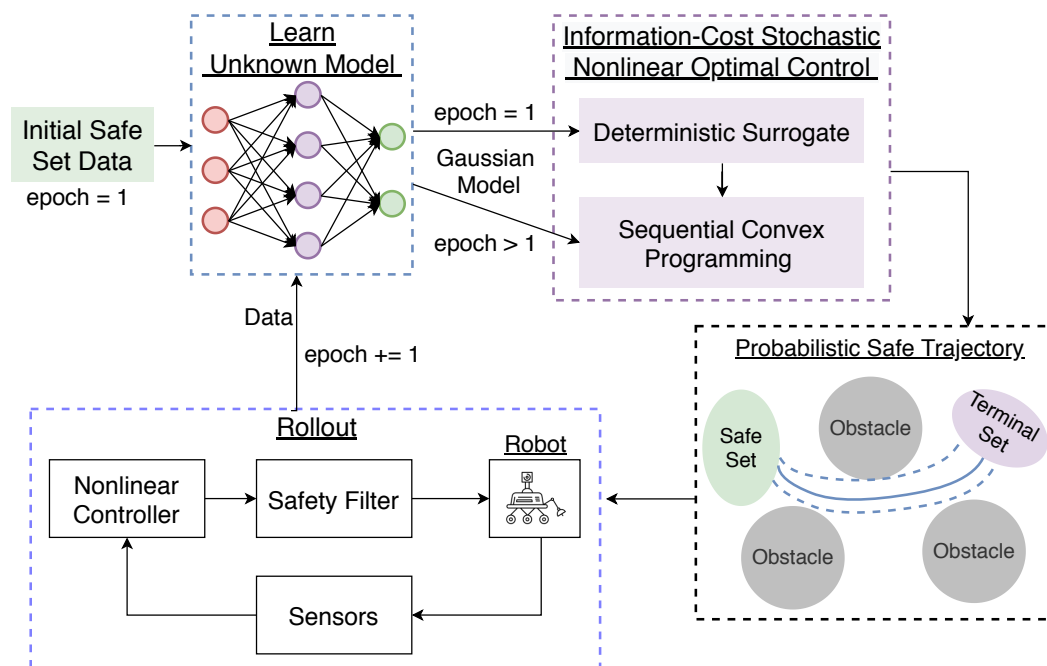 Learn
Unknown Model
Information-Cost Stochastic
Nonlinear Optimal Control
Initial Safe
Set Data
epoch = 1
epoch = 1
Gaussian
Model
epoch > 1
Deterministic Surrogate
Sequential Convex
Programming
Data
epoch += 1
Probabilistic Safe Trajectory
Safe
Set
Obstacle
Terminal
Set
Obstacle
Obstacle
Rollout
Nonlinear
Controller
Safety Filter
Robot
Sensors